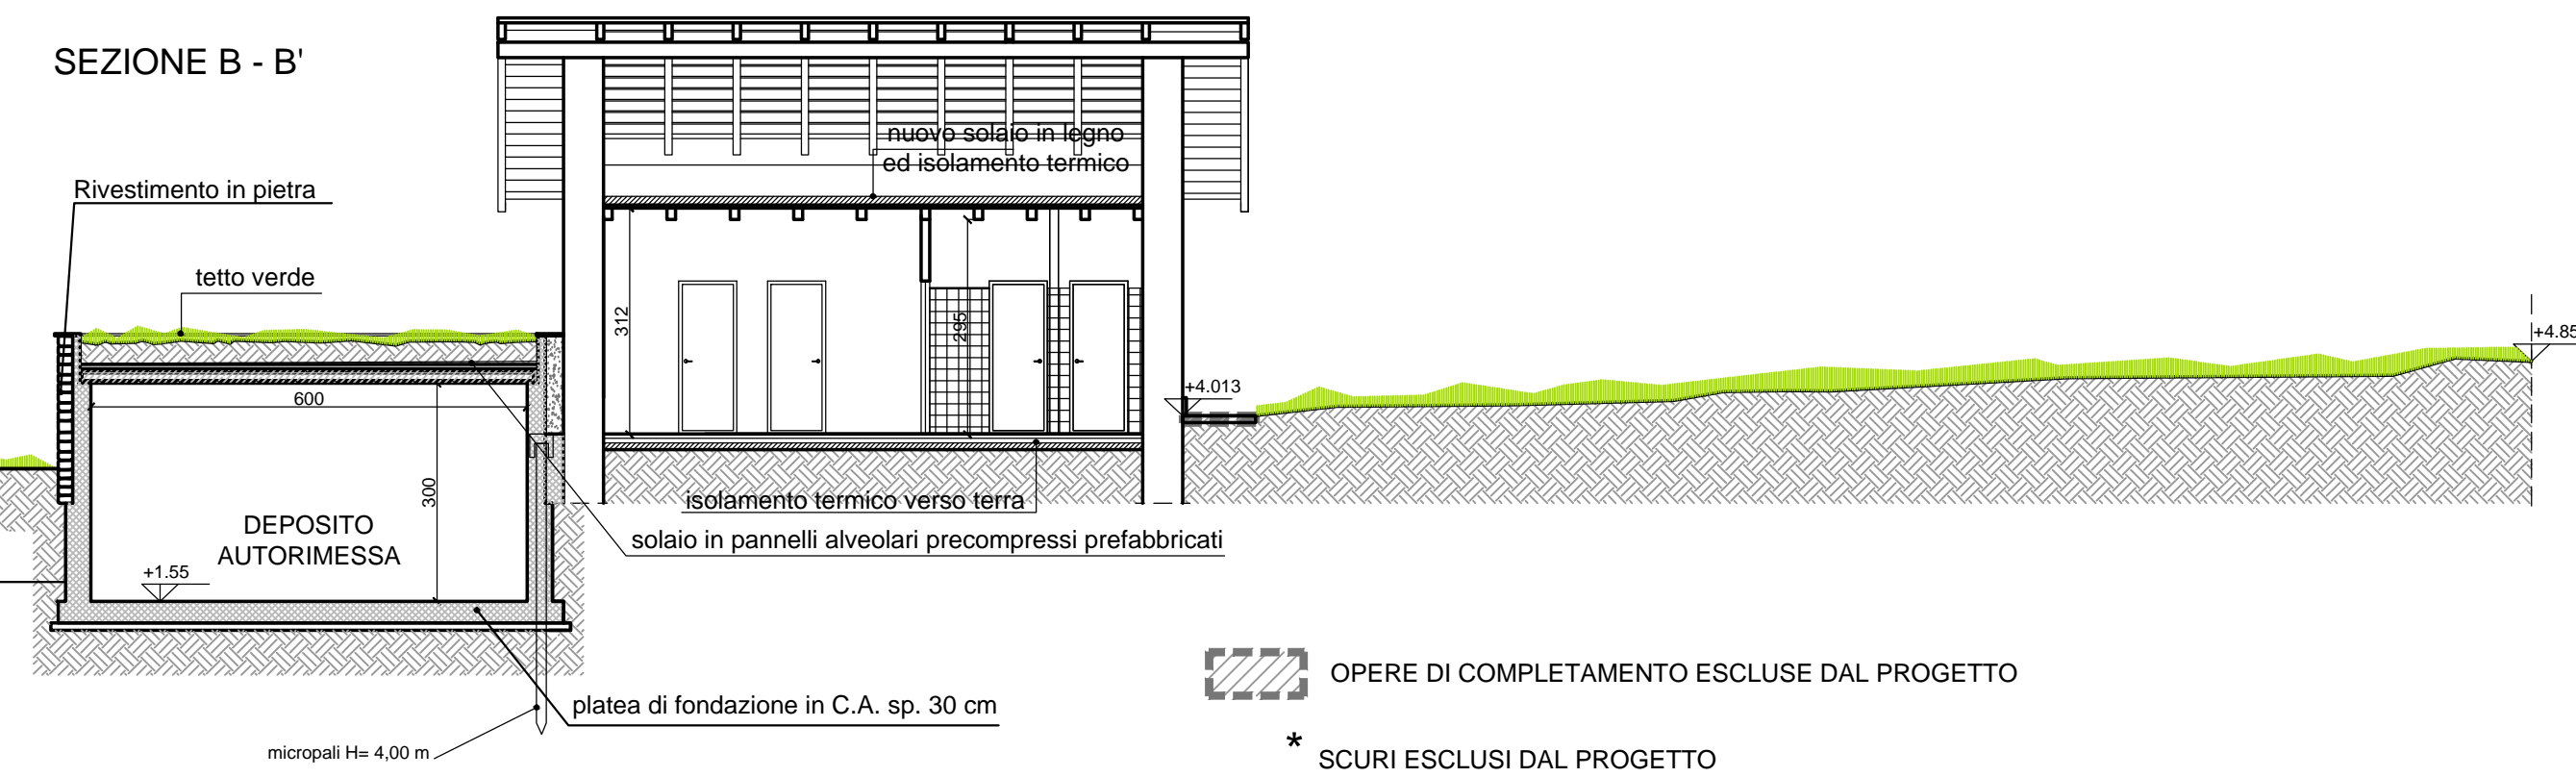 SEZIONE B - B'
nuovo solaio in legno
ed isolamento termico
Rivestimento in pietra
tetto verde
312
295
+4.85
+4.013
600
300
isolamento termico verso terra
DEPOSITO
AUTORIMESSA
solaio in pannelli alveolari precompressi prefabbricati
+1.55
OPERE DI COMPLETAMENTO ESCLUSE DAL PROGETTO
platea di fondazione in C.A. sp. 30 cm
micropali H= 4,00 m
* SCURI ESCLUSI DAL PROGETTO